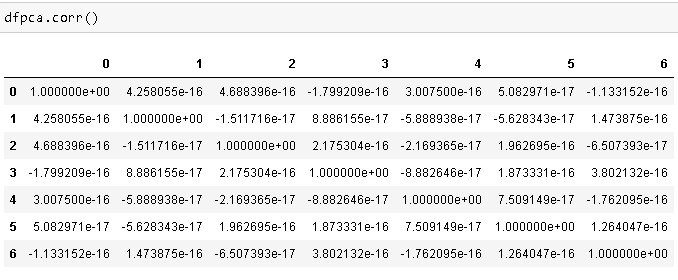 dfpca.corr()
0 1 2 3 4 5 6
0 1.000000e+00 4.258055e-16 4.688396e-16 -1.799209e-16 3.007500e-16 5.082971e-17 -1.133152e-16
1 4.258055e-16 1.000000e+00 -1.511716e-17 8.886155e-17 -5.888938e-17 -5.628343e-17 1.473875e-16
2 4.688396e-16 -1.511716e-17 1.000000e+00 2.175304e-16 -2.169365e-17 1.962695e-16 -6.507393e-17
3 -1.799209e-16 8.886155e-17 2.175304e-16 1.000000e+00 -8.882646e-17 1.873331e-16 3.802132e-16
4 3.007500e-16 -5.888938e-17 -2.169365e-17 -8.882646e-17 1.000000e+00 7.509149e-17 -1.762095e-16
5 5.082971e-17 -5.628343e-17 1.962695e-16 1.873331e-16 7.509149e-17 1.000000e+00 1.264047e-16
6 -1.133152e-16 1.473875e-16 -6.507393e-17 3.802132e-16 -1.762095e-16 1.264047e-16 1.000000e+00